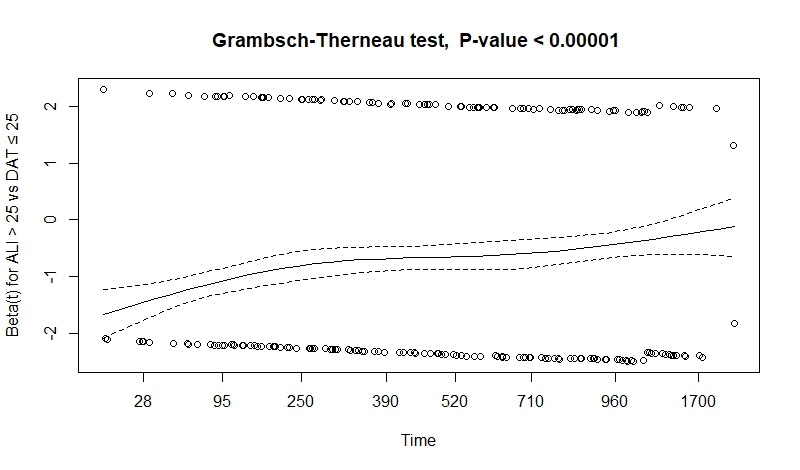 Grambsch-Therneau test,  P-value < 0.00001
Beta(t) for ALI > 25 vs DAT ≤ 25
2
1
0
-1
-2
28 95 250 390 520 710 960 1700
Time